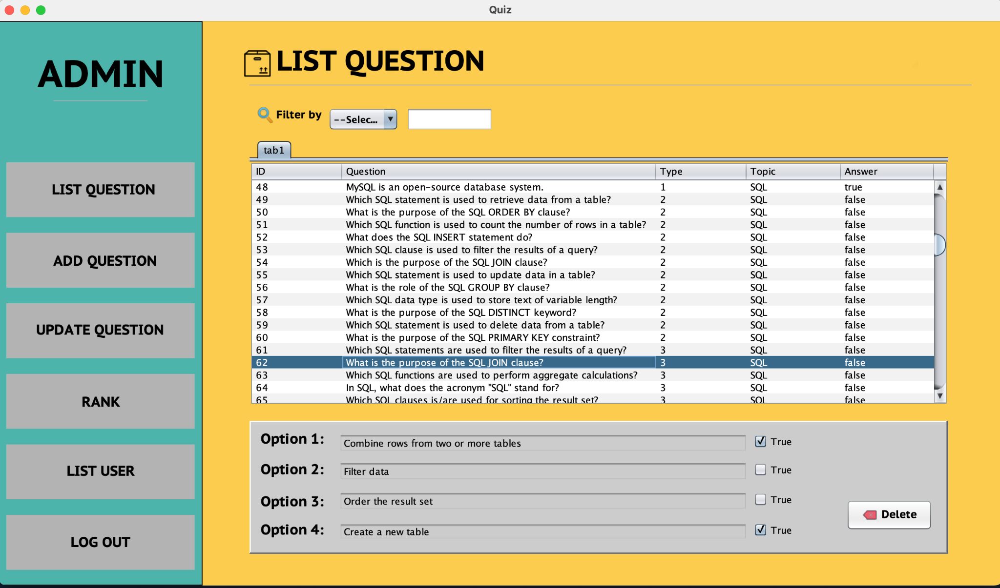 Quiz
ADMIN
LIST QUESTION
ADD QUESTION
UPDATE QUESTION
RANK
LIST USER
LOG OUT
LIST QUESTION
Filter by --Selec...
tab1
ID Question Type Topic Answer
48 MySQL is an open-source database system. 1 SQL true
49 Which SQL statement is used to retrieve data from a table? 2 SQL false
50 What is the purpose of the SQL ORDER BY clause? 2 SQL false
51 Which SQL function is used to count the number of rows in a table? 2 SQL false
52 What does the SQL INSERT statement do? 2 SQL false
53 Which SQL clause is used to filter the results of a query? 2 SQL false
54 Which is the purpose of the SQL JOIN clause? 2 SQL false
55 Which SQL statement is used to update data in a table? 2 SQL false
56 What is the role of the SQL GROUP BY clause? 2 SQL false
57 Which SQL data type is used to store text of variable length? 2 SQL false
58 What is the purpose of the SQL DISTINCT keyword? 2 SQL false
59 Which SQL statement is used to delete data from a table? 2 SQL false
60 What is the purpose of the SQL PRIMARY KEY constraint? 2 SQL false
61 Which SQL statements are used to filter the results of a query? 3 SQL false
62 What is the purpose of the SQL JOIN clause? 3 SQL false
63 Which SQL functions are used to perform aggregate calculations? 3 SQL false
64 In SQL, what does the acronym "SQL" stand for? 3 SQL false
65 Which SQL clauses is/are used for sorting the result set? 3 SQL false
Option 1: Combine rows from two or more tables True
Option 2: Filter data True
Option 3: Order the result set True
Option 4: Create a new table True
Delete